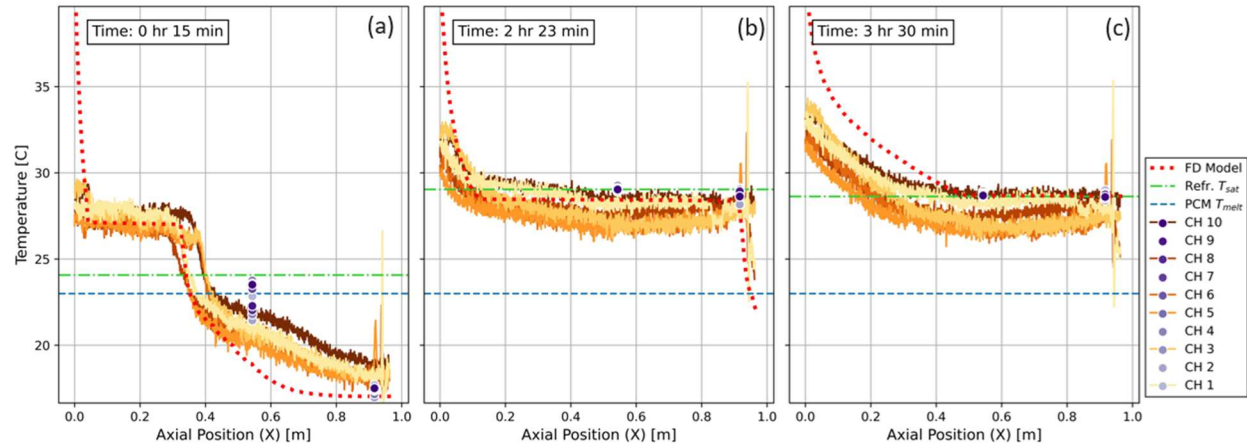 Time: 0 hr 15 min
(a)
Time: 2 hr 23 min
(b)
Time: 3 hr 30 min
(c)
Temperature [C]
35
30
25
20
0.0 0.2 0.4 0.6 0.8 1.0
0.0 0.2 0.4 0.6 0.8 1.0
0.0 0.2 0.4 0.6 0.8 1.0
Axial Position (X) [m]
Axial Position (X) [m]
Axial Position (X) [m]
FD Model
Refr. T_sat
PCM T_melt
CH 10
CH 9
CH 8
CH 7
CH 6
CH 5
CH 4
CH 3
CH 2
CH 1